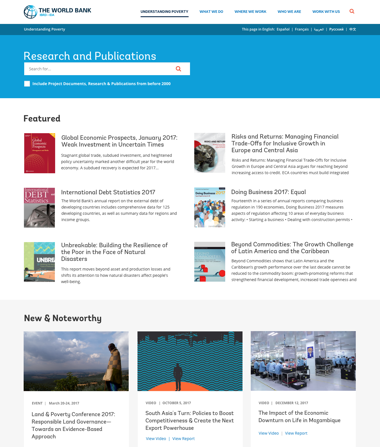 THE WORLD BANK
IBRD • IDA
UNDERSTANDING POVERTY
WHAT WE DO
WHERE WE WORK
WHO WE ARE
WORK WITH US
Understanding Poverty
This page in English: Español | Français | العربية | Русский | 中文
Research and Publications
Search for...
Include Project Documents, Research & Publications from before 2000
Featured
Global Economic Prospects, January 2017:
Weak Investment in Uncertain Times
Stagnant global trade, subdued investment, and heightened
policy uncertainty marked another difficult year for the world
economy. A subdued recovery is expected for 2017...
Risks and Returns: Managing Financial
Trade-Offs for Inclusive Growth in
Europe and Central Asia
Risks and Returns: Managing Financial Trade-Offs for Inclusive
Growth in Europe and Central Asia argues for reaching beyond
increasing access to credit. ECA countries must build integrated
International Debt Statistics 2017
The World Bank's annual report on the external debt of
developing countries includes comprehensive data for 125
developing countries, as well as summary data for regions and
income groups.
Doing Business 2017: Equal
Fourteenth in a series of annual reports comparing business
regulation in 190 economies, Doing Business 2017 measures
aspects of regulation affecting 10 areas of everyday business
activity: • Starting a business • Dealing with construction permits •
Unbreakable: Building the Resilience of
the Poor in the Face of Natural
Disasters
This report moves beyond asset and production losses and
shifts its attention to how natural disasters affect people's
well-being.
Beyond Commodities: The Growth Challenge
of Latin America and the Caribbean
Beyond Commodities shows that Latin America and the
Caribbean's growth performance over the last decade cannot be
reduced to the commodity boom: growth-promoting reforms that
strengthened financial development, increased trade openness and
New & Noteworthy
EVENT | March 20-24, 2017
Land & Poverty Conference 2017:
Responsible Land Governance—
Towards an Evidence-Based
Approach
VIDEO | OCTOBER 5, 2017
South Asia's Turn: Policies to Boost
Competitiveness & Create the Next
Export Powerhouse
View Video | View Report
VIDEO | DECEMBER 12, 2017
The Impact of the Economic
Downturn on Life in Mozambique
View Video | View Report